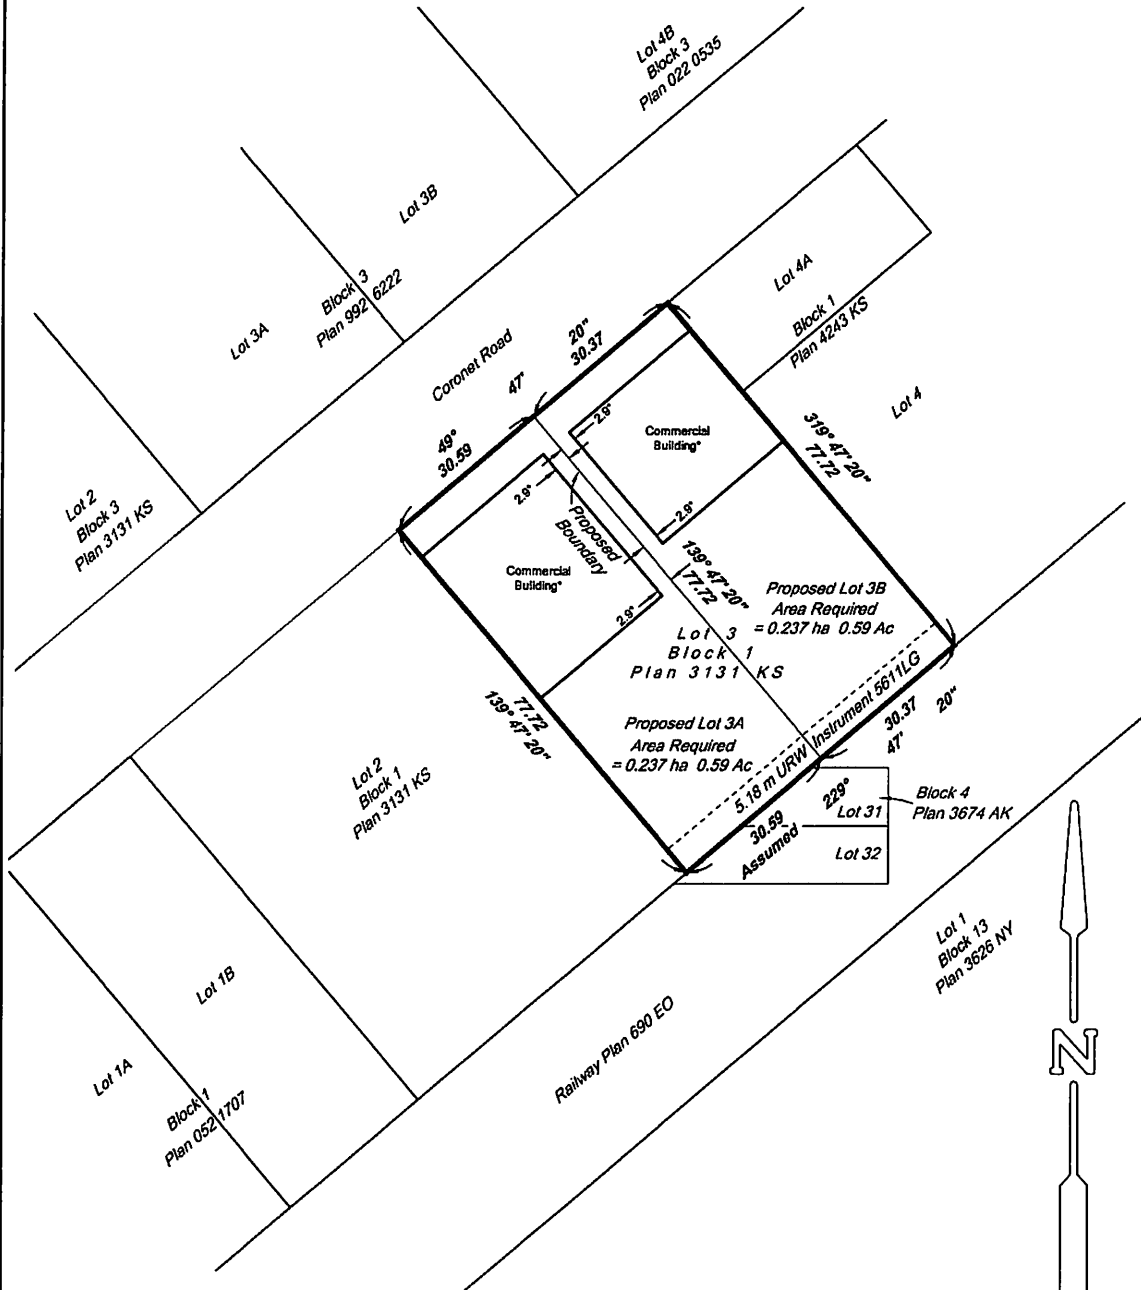 Lot 4B
Block 3
Plan 022 0535
Lot 3B
Block 3
Plan 992 6222
Lot 3A
Lot 2
Block 3
Plan 3131 KS
Coronet Road
Lot 4A
Block 1
Plan 4243 KS
Lot 4
49° 47' 20"
30.59
30.37
319° 47' 20"
77.72
2.9*
Commercial
Building*
2.9*
2.9*
Commercial
Building*
2.9*
Proposed
Boundary
139° 47' 20"
77.72
Proposed Lot 3B
Area Required
= 0.237 ha 0.59 Ac
Lot 3
Block 1
Plan 3131 KS
77.72
139° 47' 20"
Proposed Lot 3A
Area Required
= 0.237 ha 0.59 Ac
5.18 m URW Instrument 5611LG
229° 47' 20"
30.37
30.59
Assumed
Lot 31
Block 4
Plan 3674 AK
Lot 32
Lot 2
Block 1
Plan 3131 KS
Lot 1
Block 13
Plan 3626 NY
Lot 1B
Lot 1A
Block 1
Plan 052 1707
Railway Plan 690 EO
N